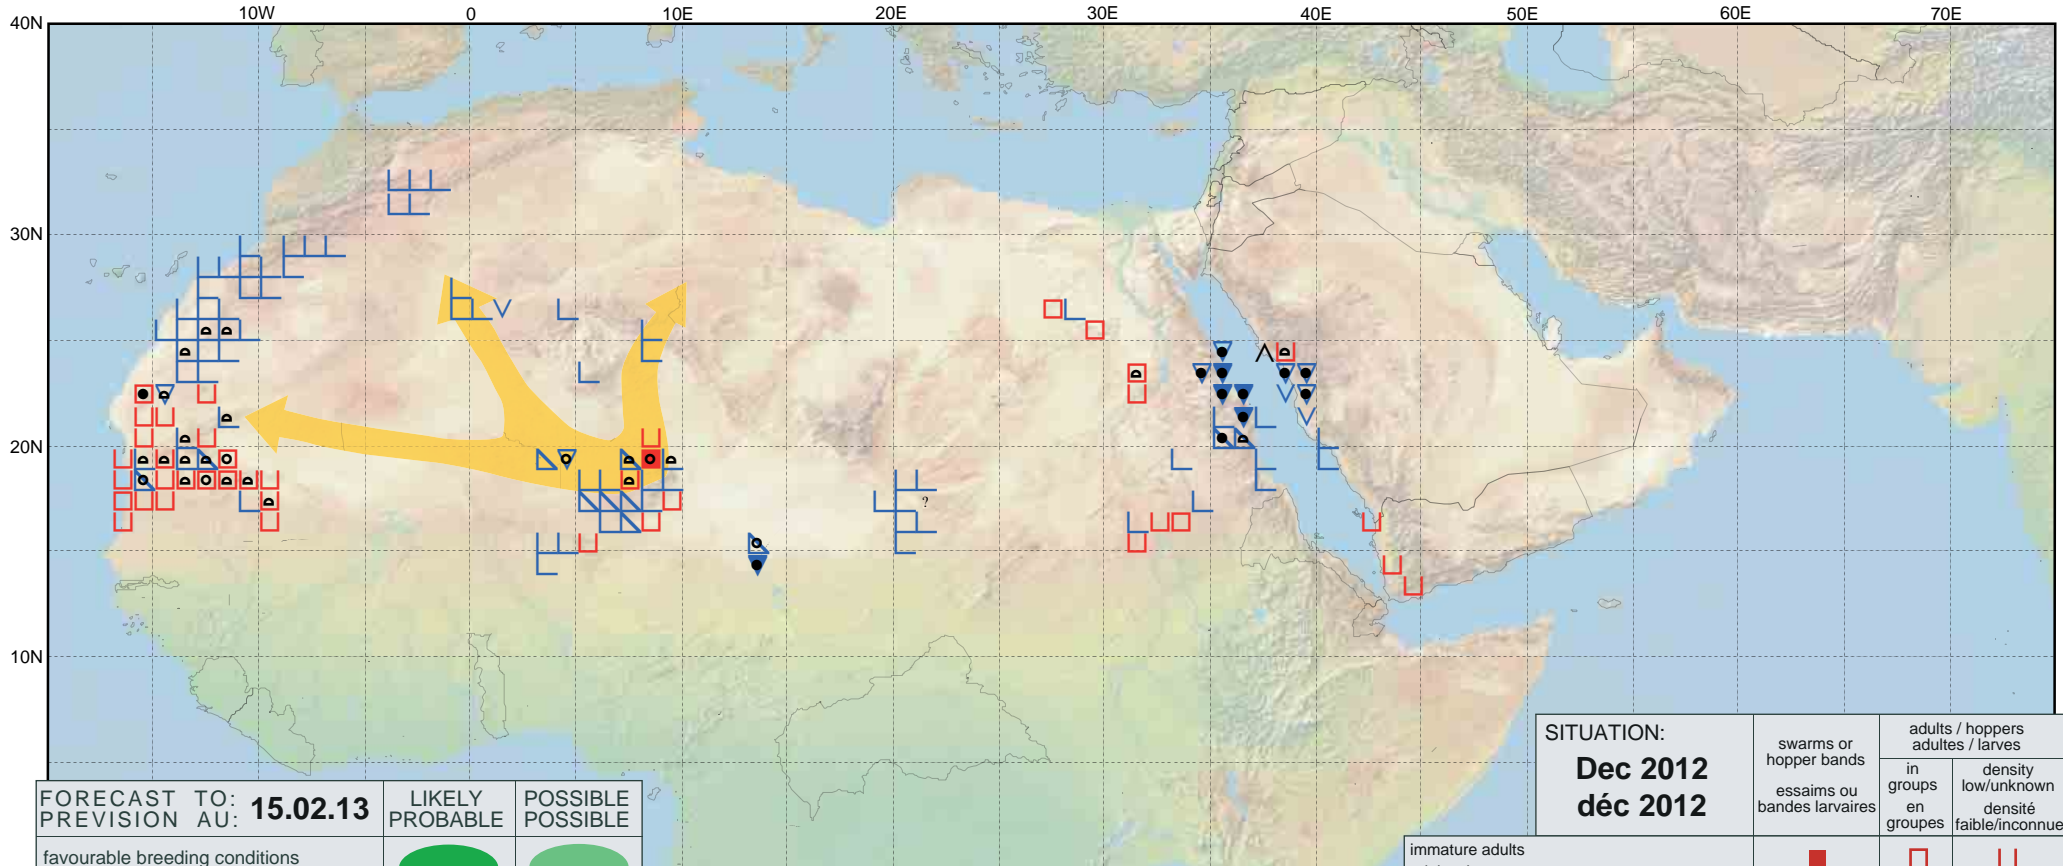 10W 0 10E 20E 30E 40E 50E 60E 70E
40N
30N
20N
?
10N
FORECAST TO:
PREVISION AU:
15.02.13
LIKELY
PROBABLE
POSSIBLE
POSSIBLE
favourable breeding conditions
SITUATION:
Dec 2012
déc 2012
swarms or
hopper bands
essaims ou
bandes larvaires
adults / hoppers
adultes / larves
in
groups
en
groupes
density
low/unknown
densité
faible/inconnue
immature adults